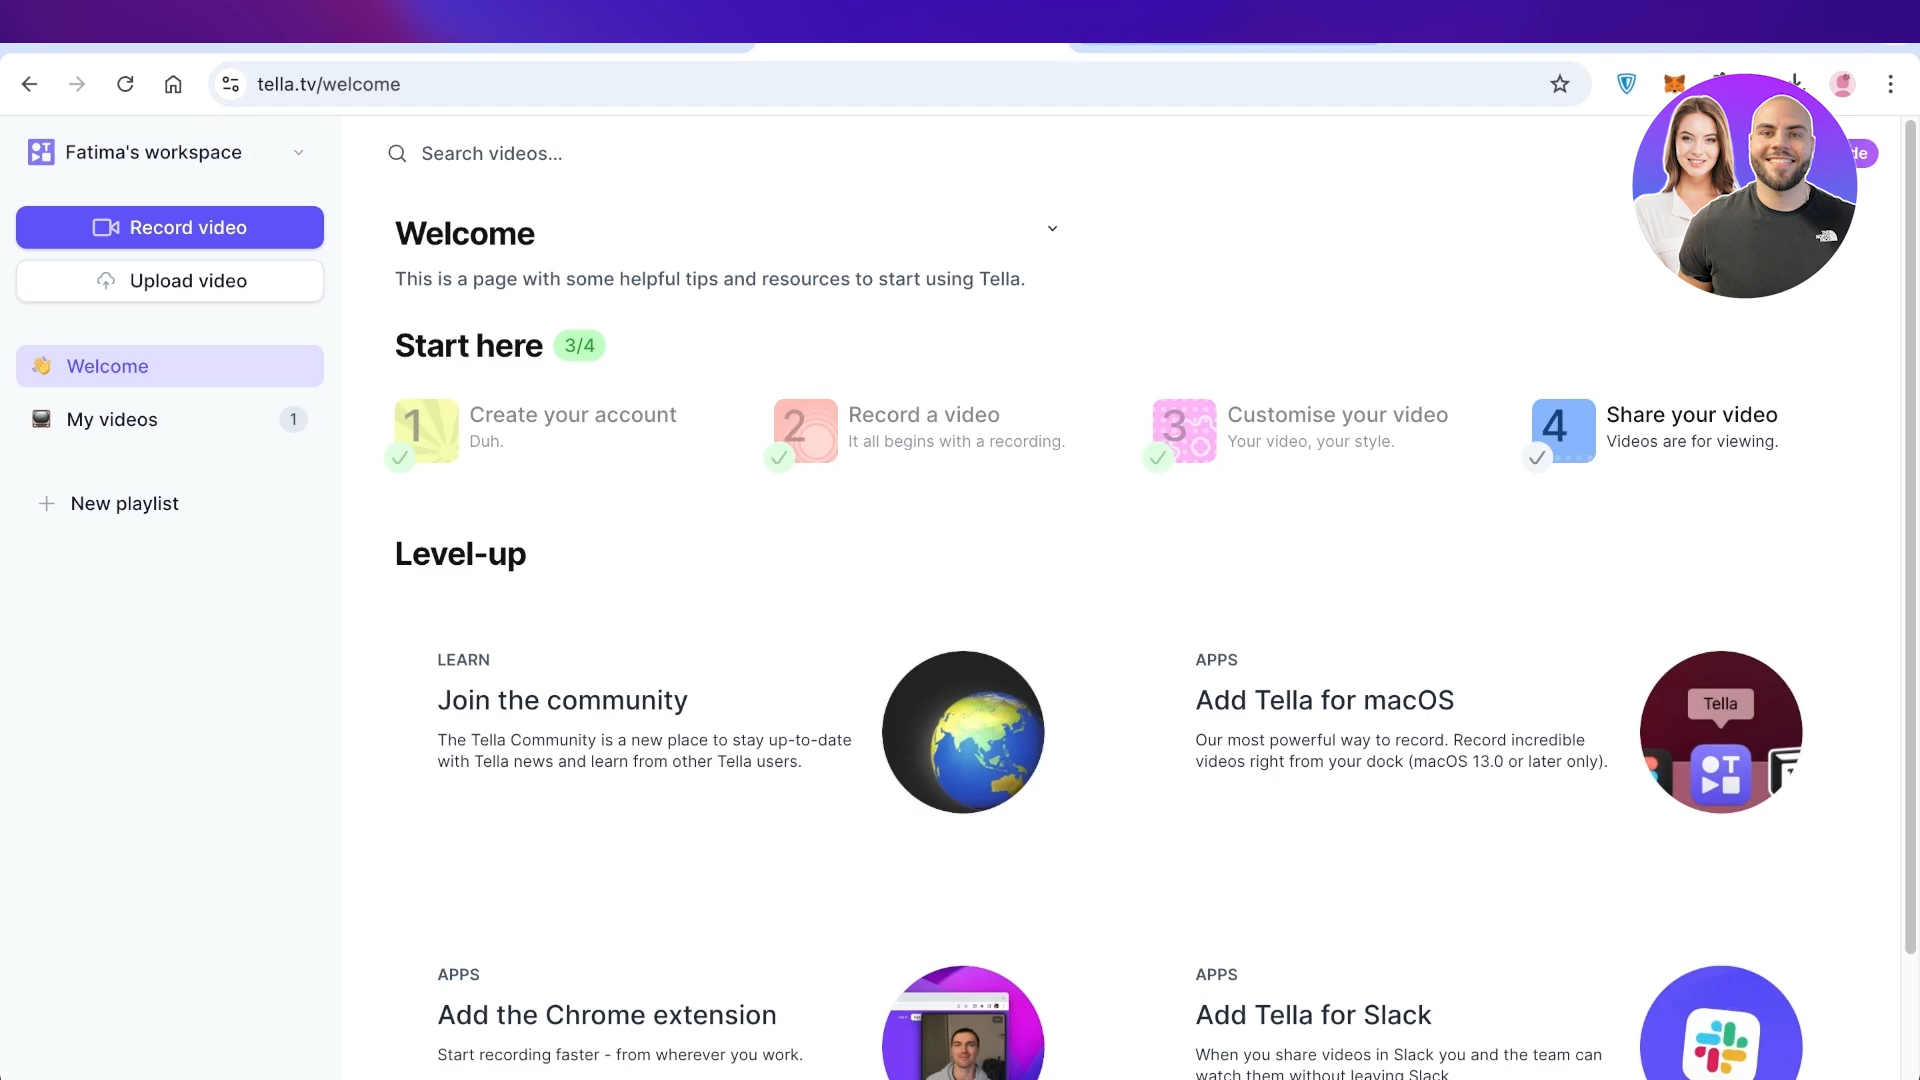 tella.tv/welcome
Fatima's workspace
Search videos...
Record video
Upload video
Welcome
My videos
1
New playlist
Welcome
This is a page with some helpful tips and resources to start using Tella.
Start here 3/4
1
Create your account
Duh.
2
Record a video
It all begins with a recording.
3
Customise your video
Your video, your style.
4
Share your video
Videos are for viewing.
Level-up
LEARN
Join the community
The Tella Community is a new place to stay up-to-date
with Tella news and learn from other Tella users.
APPS
Add Tella for macOS
Our most powerful way to record. Record incredible
videos right from your dock (macOS 13.0 or later only).
Tella
APPS
Add the Chrome extension
Start recording faster - from wherever you work.
APPS
Add Tella for Slack
When you share videos in Slack you and the team can
watch them without leaving Slack.